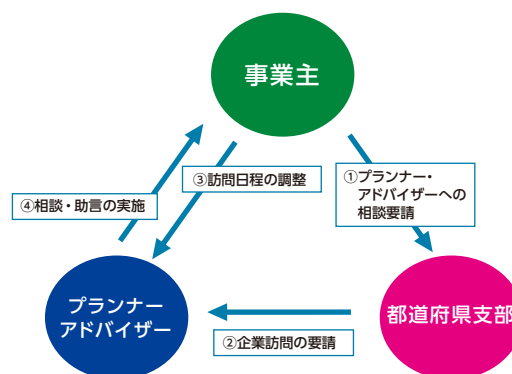 事業主
①プランナー・
アドバイザーへの
相談要請
③訪問日程の調整
④相談・助言の実施
プランナー
アドバイザー
都道府県支部
②企業訪問の要請